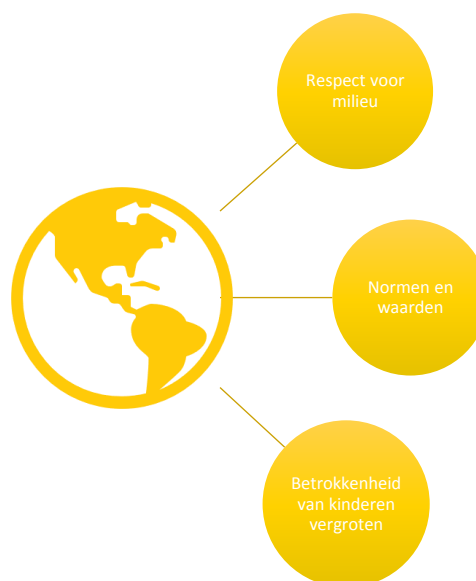 Respect voor
milieu
Normen en
waarden
Betrokkenheid
van kinderen
vergroten